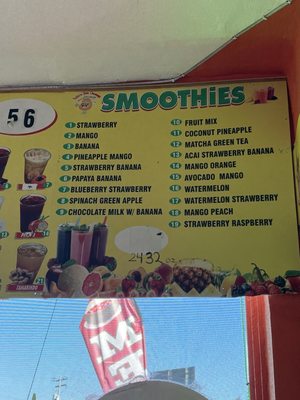 56
SMOOTHiES
1 STRAWBERRY
2 MANGO
3 BANANA
4 PINEAPPLE MANGO
5 STRAWBERRY BANANA
6 PAPAYA BANANA
7 BLUEBERRY STRAWBERRY
8 SPINACH GREEN APPLE
9 CHOCOLATE MILK W/ BANANA
10 FRUIT MIX
11 COCONUT PINEAPPLE
12 MATCHA GREEN TEA
13 ACAI STRAWBERRY BANANA
14 MANGO ORANGE
15 AVOCADO MANGO
16 WATERMELON
17 WATERMELON STRAWBERRY
18 MANGO PEACH
19 STRAWBERRY RASPBERRY
2432 oz
TAMARINDO